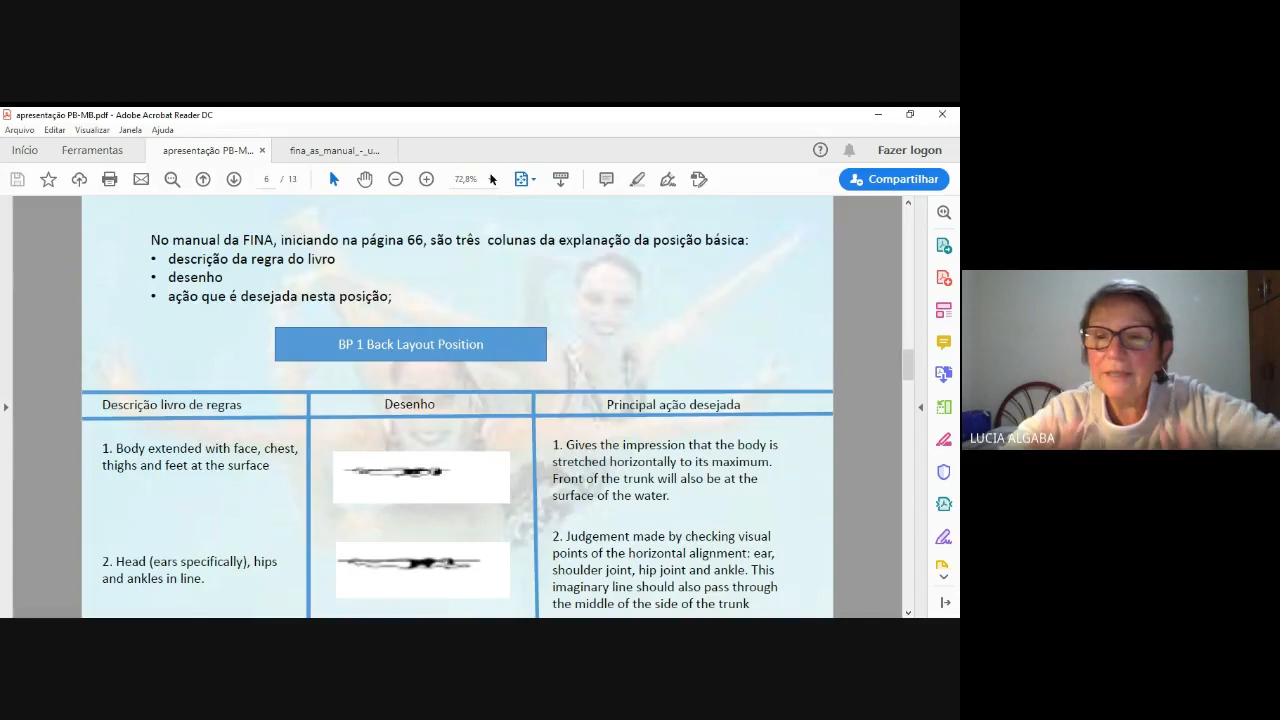 apresentação PB-MB.pdf - Adobe Acrobat Reader DC
Arquivo Editar Visualizar Janela Ajuda
Início Ferramentas apresentação PB-M... × fina_as_manual_-_u... Fazer logon
6 / 13 72,8% Compartilhar
No manual da FINA, iniciando na página 66, são três colunas da explanação da posição básica:
• descrição da regra do livro
• desenho
• ação que é desejada nesta posição;
BP 1 Back Layout Position
Descrição livro de regras Desenho Principal ação desejada
1. Body extended with face, chest,
thighs and feet at the surface
1. Gives the impression that the body is
stretched horizontally to its maximum.
Front of the trunk will also be at the
surface of the water.
2. Head (ears specifically), hips
and ankles in line.
2. Judgement made by checking visual
points of the horizontal alignment: ear,
shoulder joint, hip joint and ankle. This
imaginary line should also pass through
the middle of the side of the trunk
LUCIA ALGABA